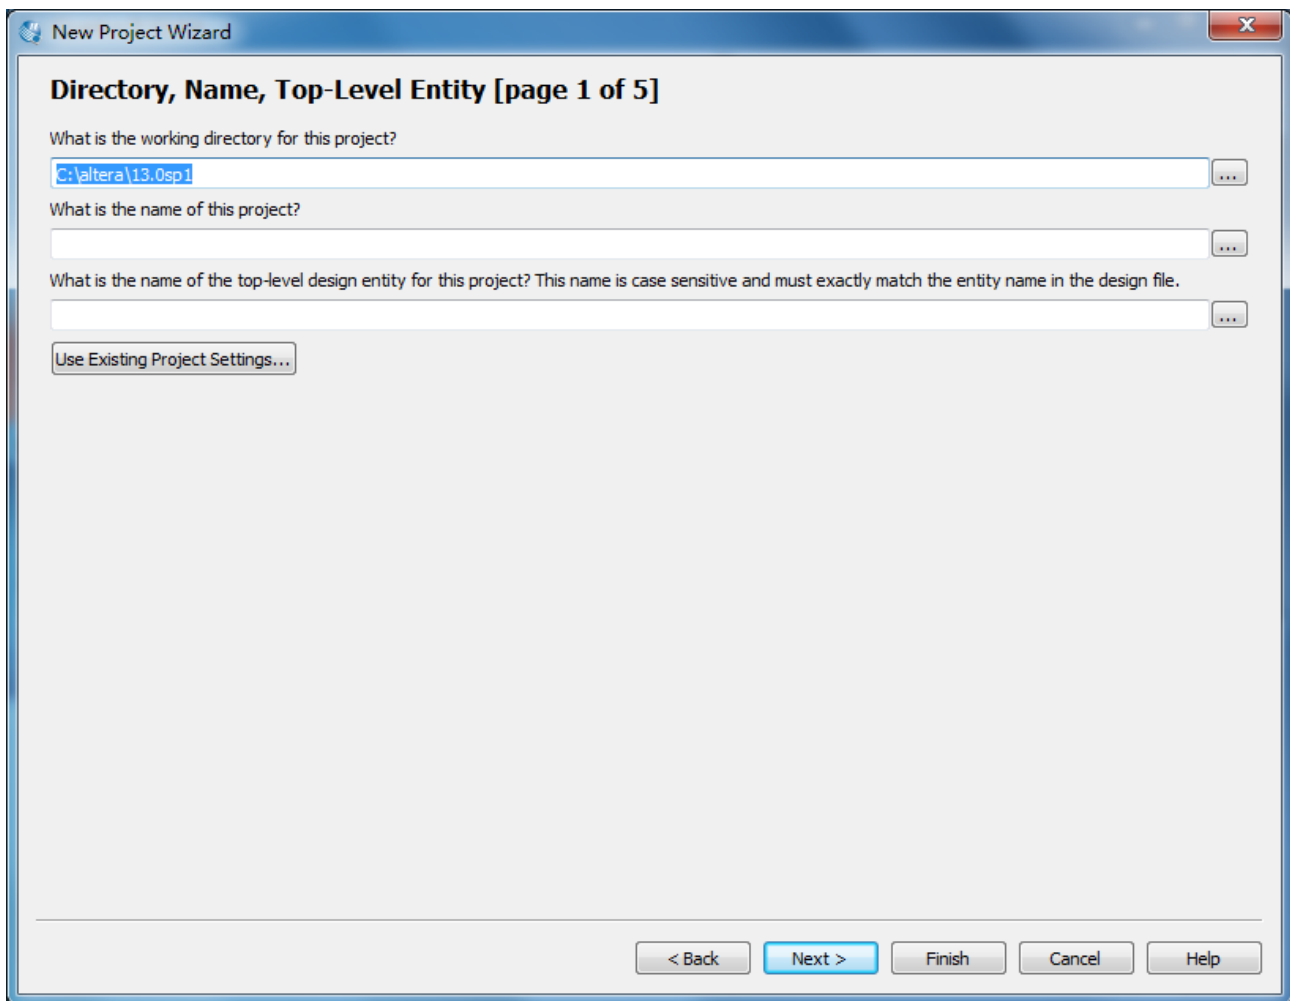 New Project Wizard
Directory, Name, Top-Level Entity [page 1 of 5]
What is the working directory for this project?
C:\altera\13.0sp1
...
What is the name of this project?
...
What is the name of the top-level design entity for this project? This name is case sensitive and must exactly match the entity name in the design file.
...
Use Existing Project Settings...
< Back Next > Finish Cancel Help